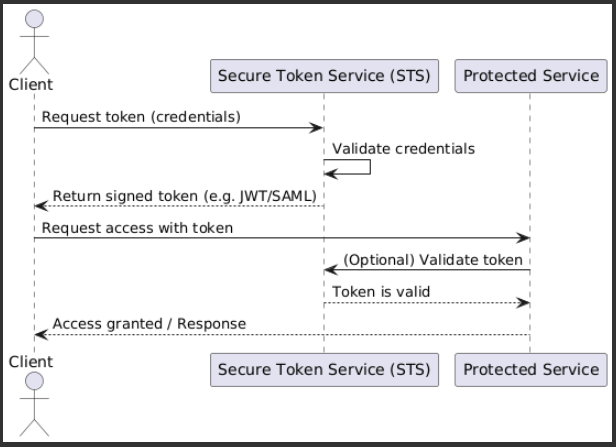 Client
Secure Token Service (STS)
Protected Service
Request token (credentials)
Validate credentials
Return signed token (e.g. JWT/SAML)
Request access with token
(Optional) Validate token
Token is valid
Access granted / Response
Client
Secure Token Service (STS)
Protected Service